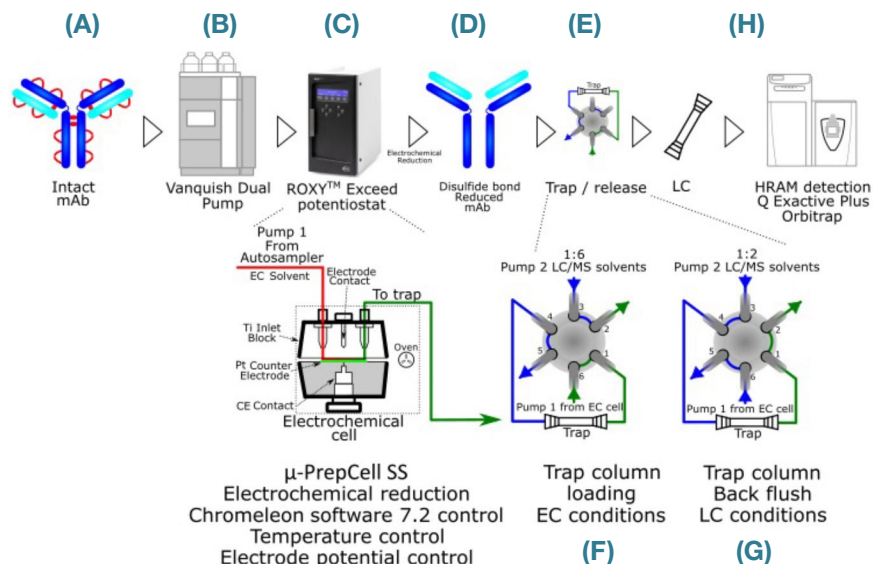 (A) (B) (C) (D) (E) (H)
Trap
Electrochemical
Reduction
Intact
mAb
Vanquish Dual
Pump
ROXY™ Exceed
potentiostat
Disulfide bond
Reduced
mAb
Trap / release
LC
HRAM detection
Q Exactive Plus
Orbitrap
Pump 1
From
Autosampler
EC Solvent
Electrode
Contact
To trap
Ti Inlet
Block
Oven
Pt Counter
Electrode
CE Contact
Electrochemical
cell
1:6
Pump 2 LC/MS solvents
3
4
2
5
1
6
Pump 1 from EC cell
Trap
1:2
Pump 2 LC/MS solvents
3
4
2
5
1
6
Pump 1 from EC cell
Trap
µ-PrepCell SS
Electrochemical reduction
Chromeleon software 7.2 control
Temperature control
Electrode potential control
Trap column
loading
EC conditions
(F)
Trap column
Back flush
LC conditions
(G)